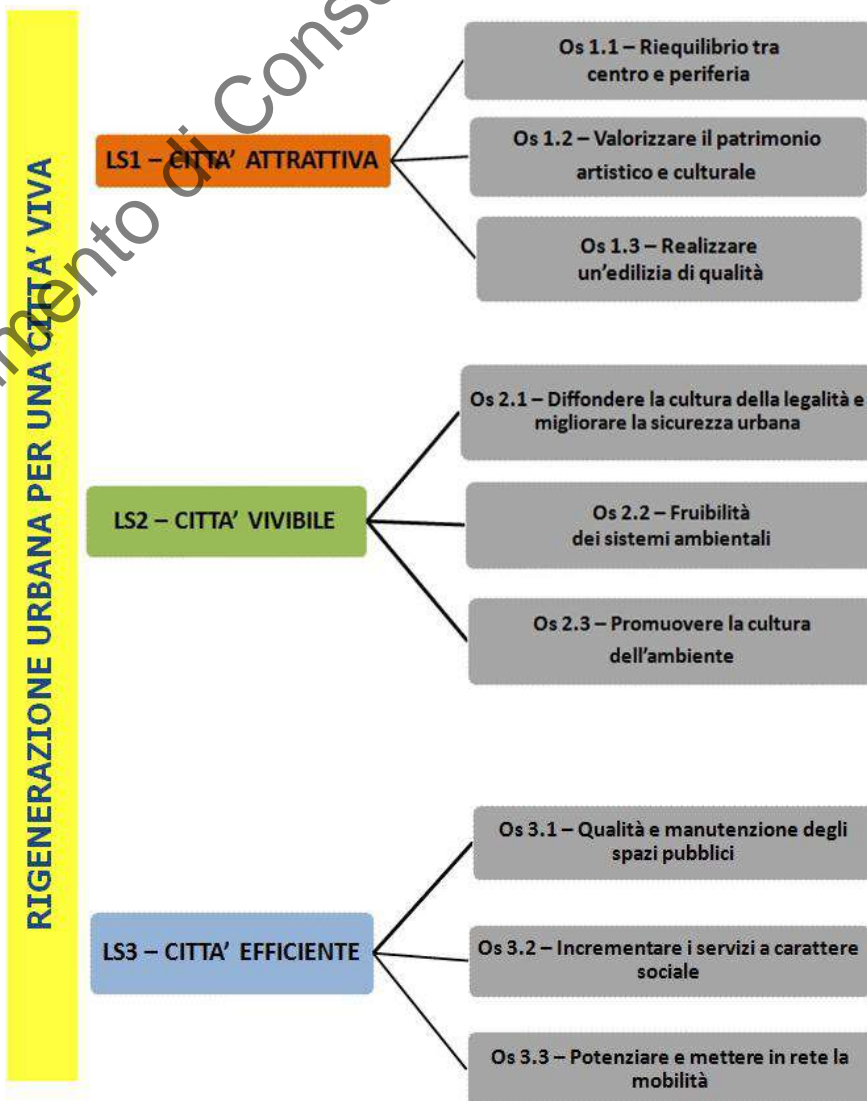 RIGENERAZIONE URBANA PER UNA CITTA' VIVA
LS1 – CITTA' ATTRATTIVA
Os 1.1 – Riequilibrio tra
centro e periferia
Os 1.2 – Valorizzare il patrimonio
artistico e culturale
Os 1.3 – Realizzare
un'edilizia di qualità
LS2 – CITTA' VIVIBILE
Os 2.1 – Diffondere la cultura della legalità e
migliorare la sicurezza urbana
Os 2.2 – Fruibilità
dei sistemi ambientali
Os 2.3 – Promuovere la cultura
dell'ambiente
LS3 – CITTA' EFFICIENTE
Os 3.1 – Qualità e manutenzione degli
spazi pubblici
Os 3.2 – Incrementare i servizi a carattere
sociale
Os 3.3 – Potenziare e mettere in rete la
mobilità
di